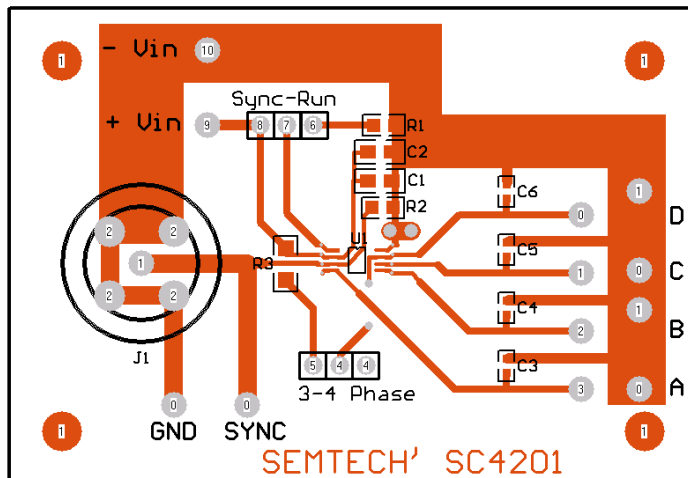 1
1
- Vin
10
Sync-Run
+ Vin
9
8
7
6
R1
C2
C1
R2
C6
1
D
0
2
2
U1
C5
R3
1
C
1
0
2
2
C4
1
B
2
J1
C3
5
4
4
A
3
0
0
0
3-4 Phase
GND
SYNC
1
1
SEMTECH' SC4201